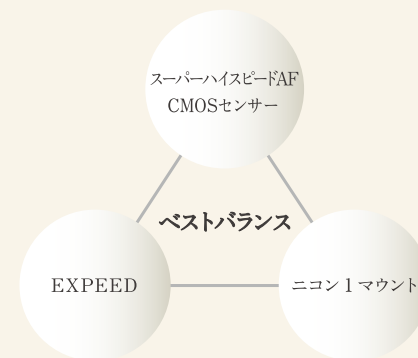 スーパーハイスピードAF
CMOSセンサー
ベストバランス
EXPEED
ニコン 1 マウント